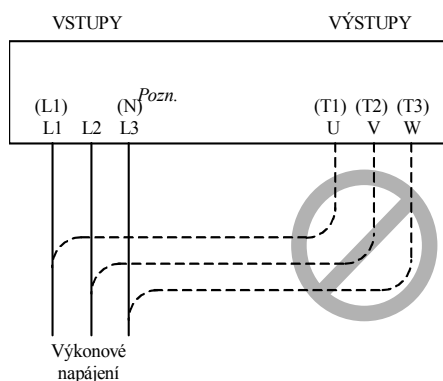 VSTUPY VÝSTUPY
(L1) (N) Pozn. (T1) (T2) (T3)
L1 L2 L3 U V W
Výkonové
napájení